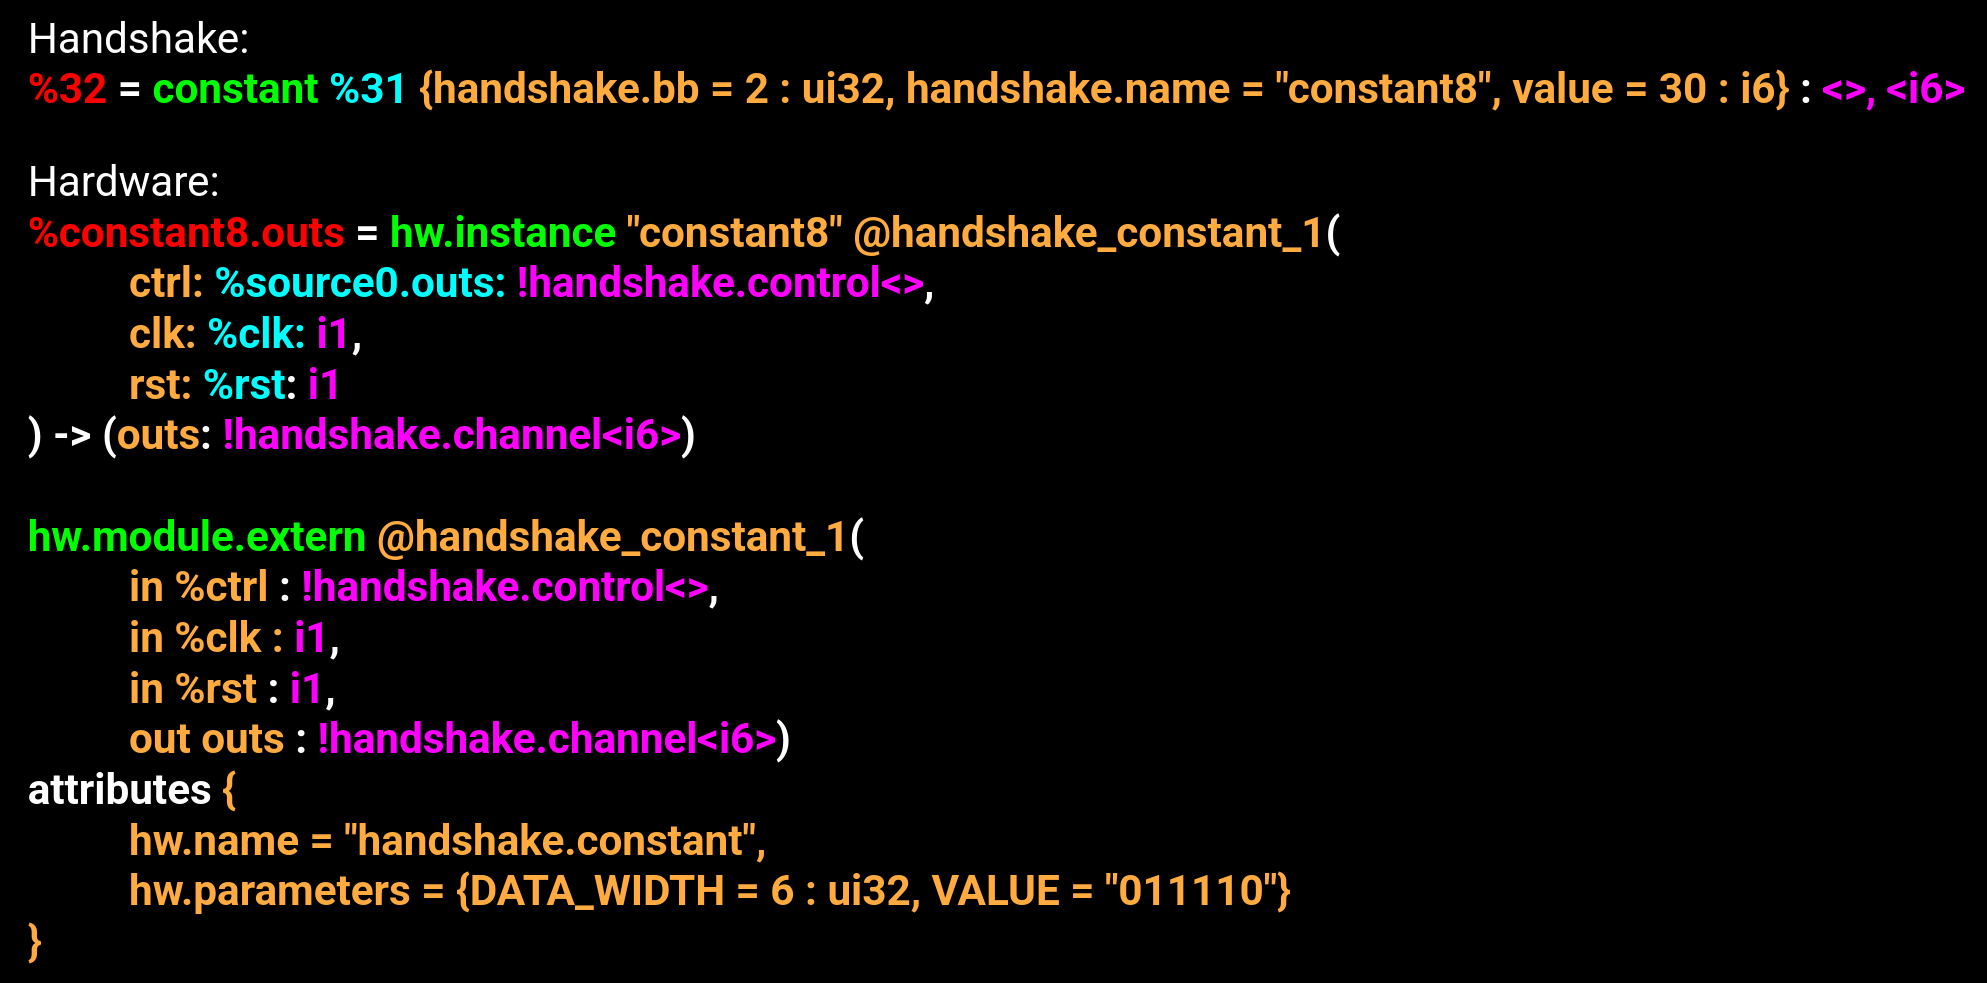 Handshake:
%32 = constant %31 {handshake.bb = 2 : ui32, handshake.name = "constant8", value = 30 : i6} : <>, <i6>
Hardware:
%constant8.outs = hw.instance "constant8" @handshake_constant_1(
ctrl: %source0.outs: !handshake.control<>,
clk: %clk: i1,
rst: %rst: i1
) -> (outs: !handshake.channel<i6>)
hw.module.extern @handshake_constant_1(
in %ctrl : !handshake.control<>,
in %clk : i1,
in %rst : i1,
out outs : !handshake.channel<i6>)
attributes {
hw.name = "handshake.constant",
hw.parameters = {DATA_WIDTH = 6 : ui32, VALUE = "011110"}
}